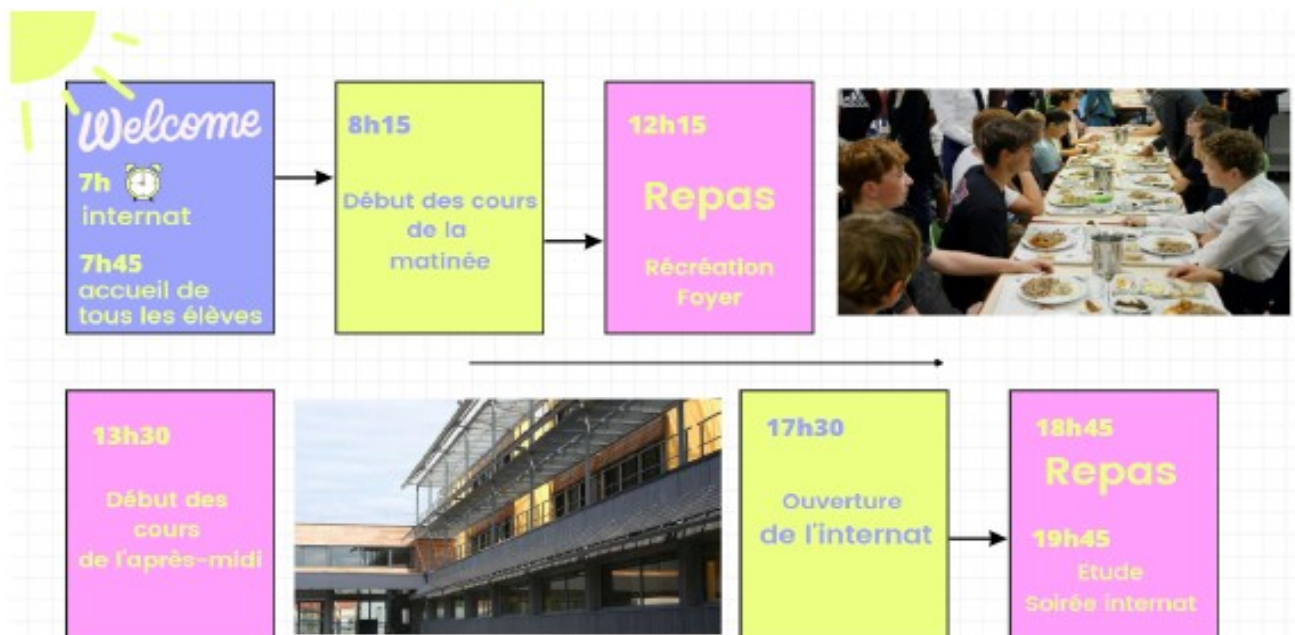 Welcome
7h
internat
7h45
accueil de
tous les élèves
8h15
Début des cours
de la
matinée
12h15
Repas
Récréation
Foyer
13h30
Début des
cours
de l'après-midi
17h30
Ouverture
de l'internat
18h45
Repas
19h45
Etude
Soirée internat